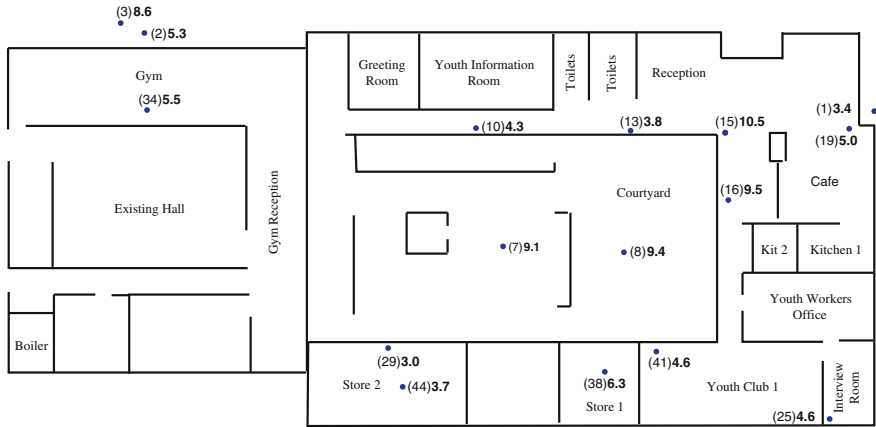 (3)8.6
(2)5.3
Gym
(34)5.5
Greeting
Room
Youth Information
Room
Toilets
Toilets
Reception
(1)3.4
(10)4.3
(13)3.8
(15)10.5
(19)5.0
Existing Hall
Gym Reception
Courtyard
(16)9.5
Cafe
(7)9.1
(8)9.4
Kit 2
Kitchen 1
Youth Workers
Office
Boiler
(29)3.0
Store 2
(44)3.7
(38)6.3
Store 1
(41)4.6
Youth Club 1
(25)4.6
Interview
Room